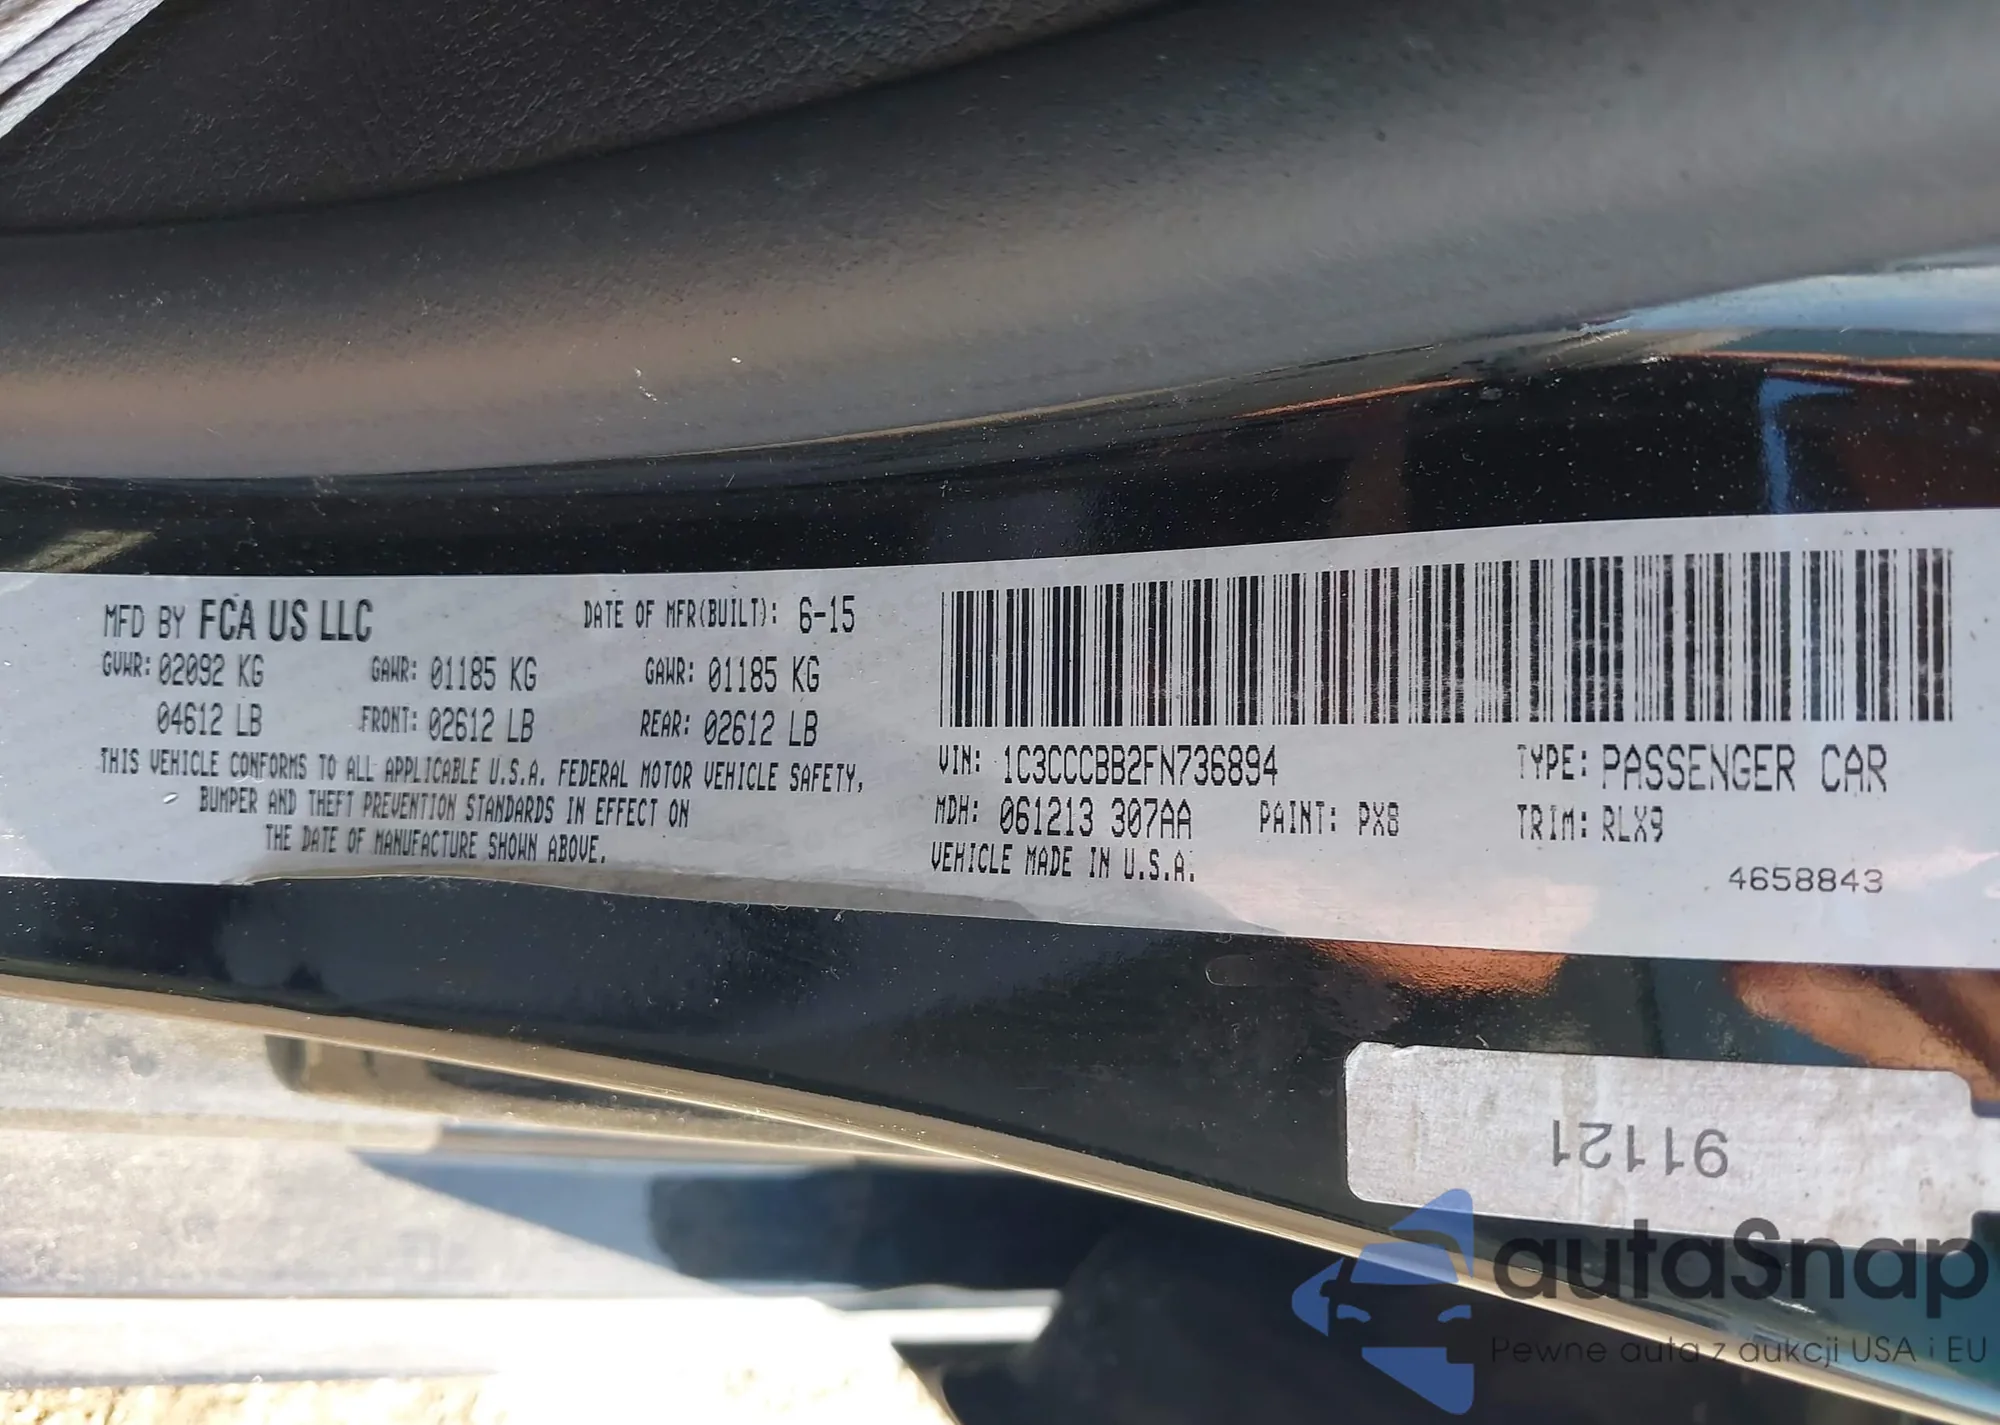 MFD BY FCA US LLC DATE OF MFR(BUILT): 6-15
GVWR: 02092 KG GAWR: 01185 KG GAWR: 01185 KG
04612 LB FRONT: 02612 LB REAR: 02612 LB
THIS VEHICLE CONFORMS TO ALL APPLICABLE U.S.A. FEDERAL MOTOR VEHICLE SAFETY,
BUMPER AND THEFT PREVENTION STANDARDS IN EFFECT ON
THE DATE OF MANUFACTURE SHOWN ABOVE.
VIN: 1C3CCCBB2FN736894 TYPE: PASSENGER CAR
MDH: 061213 307AA PAINT: PX8 TRIM: RLX9
VEHICLE MADE IN U.S.A.
4658843
12116
autaSnap
Pewne auta z aukcji USA i EU